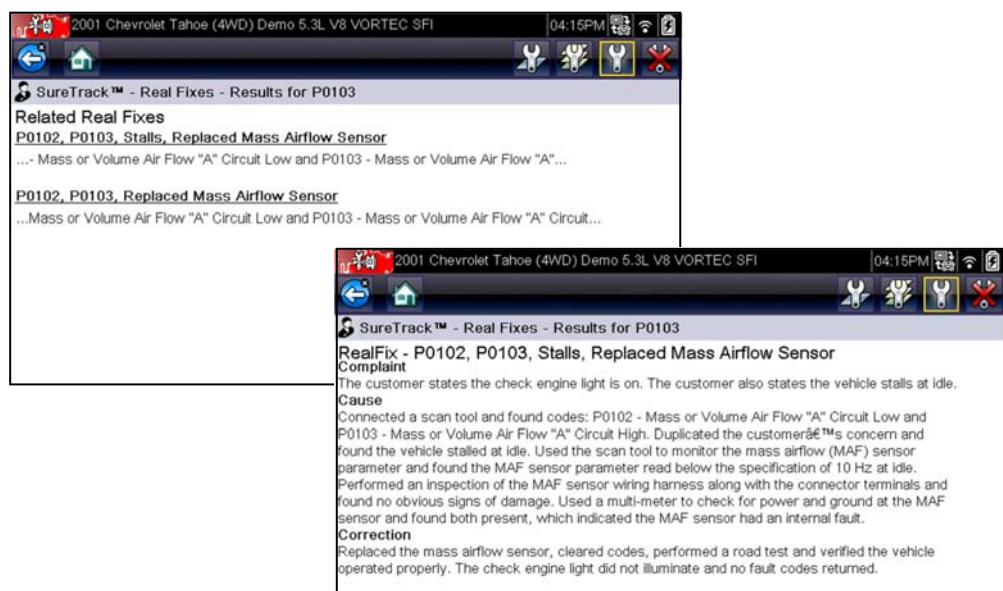 2001 Chevrolet Tahoe (4WD) Demo 5.3L V8 VORTEC SFI 04:15PM
SureTrack™ - Real Fixes - Results for P0103
Related Real Fixes
P0102, P0103, Stalls, Replaced Mass Airflow Sensor
...- Mass or Volume Air Flow "A" Circuit Low and P0103 - Mass or Volume Air Flow "A"...
P0102, P0103, Replaced Mass Airflow Sensor
...Mass or Volume Air Flow "A" Circuit Low and P0103 - Mass or Volume Air Flow "A" Circuit...
2001 Chevrolet Tahoe (4WD) Demo 5.3L V8 VORTEC SFI 04:15PM
SureTrack™ - Real Fixes - Results for P0103
RealFix - P0102, P0103, Stalls, Replaced Mass Airflow Sensor
Complaint
The customer states the check engine light is on. The customer also states the vehicle stalls at idle.
Cause
Connected a scan tool and found codes: P0102 - Mass or Volume Air Flow "A" Circuit Low and
P0103 - Mass or Volume Air Flow "A" Circuit High. Duplicated the customerâ€™s concern and
found the vehicle stalled at idle. Used the scan tool to monitor the mass airflow (MAF) sensor
parameter and found the MAF sensor parameter read below the specification of 10 Hz at idle.
Performed an inspection of the MAF sensor wiring harness along with the connector terminals and
found no obvious signs of damage. Used a multi-meter to check for power and ground at the MAF
sensor and found both present, which indicated the MAF sensor had an internal fault.
Correction
Replaced the mass airflow sensor, cleared codes, performed a road test and verified the vehicle
operated properly. The check engine light did not illuminate and no fault codes returned.